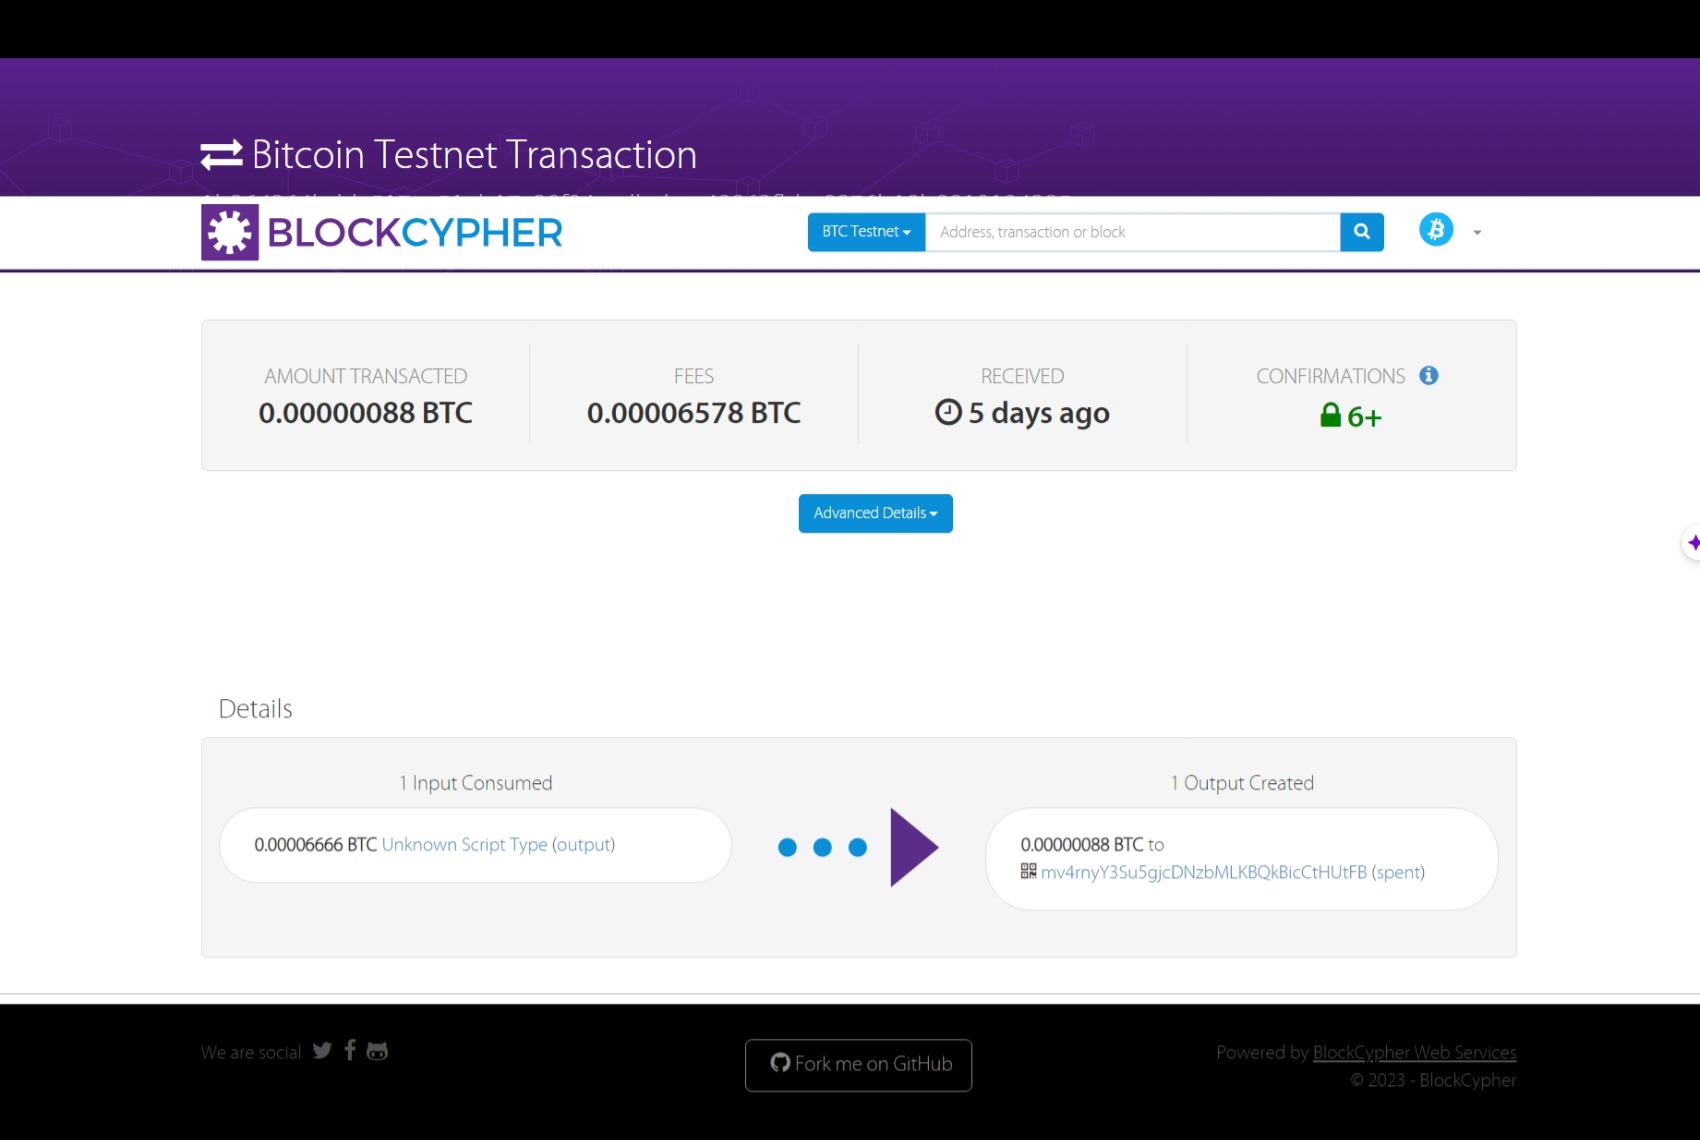 Bitcoin Testnet Transaction
BLOCKCYPHER
BTC Testnet
Address, transaction or block
AMOUNT TRANSACTED
0.00000088 BTC
FEES
0.00006578 BTC
RECEIVED
5 days ago
CONFIRMATIONS
6+
Advanced Details
Details
1 Input Consumed
0.00006666 BTC Unknown Script Type (output)
1 Output Created
0.00000088 BTC to
mv4rnyY3Su5gjcDNzbMLKBQkBicCtHUtFB (spent)
We are social
Fork me on GitHub
Powered by BlockCypher Web Services
© 2023 - BlockCypher